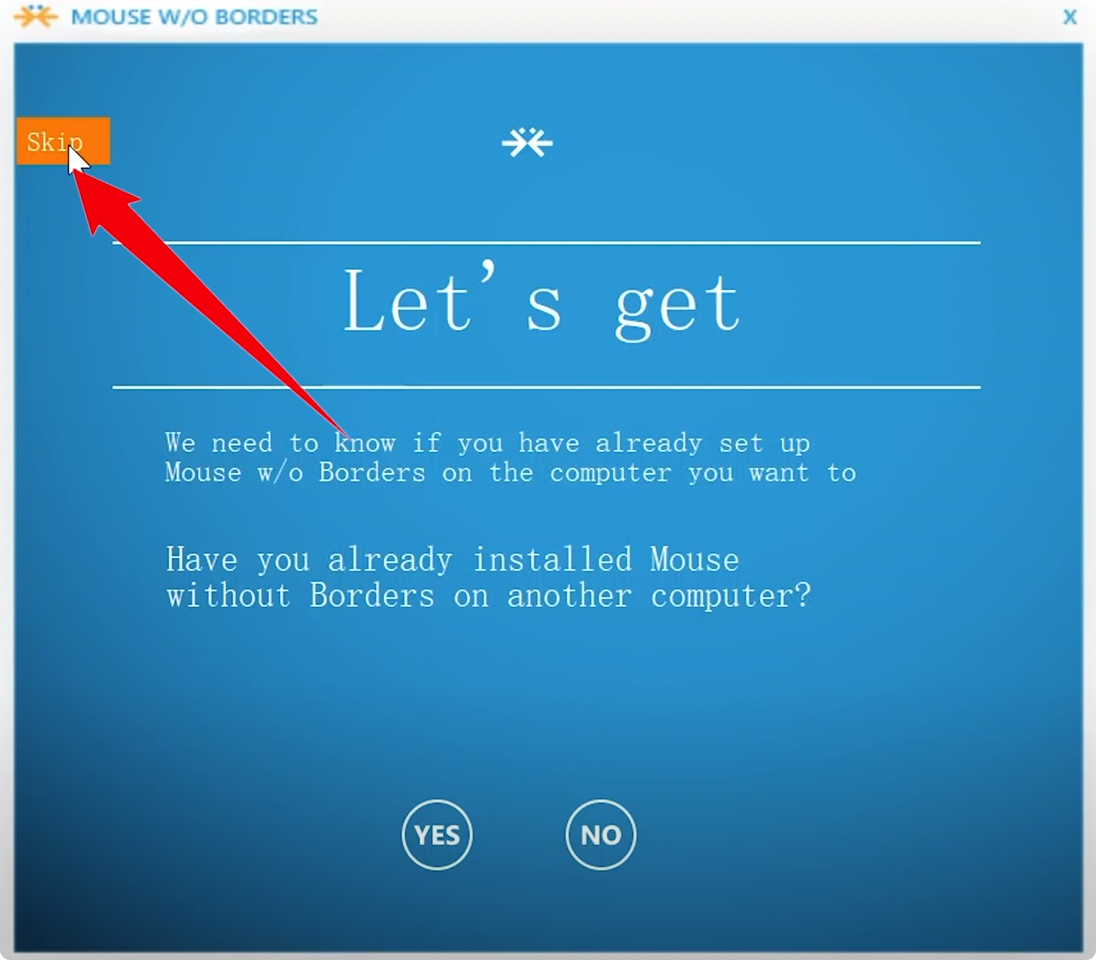 MOUSE W/O BORDERS
X
Skip
Let's get
We need to know if you have already set up
Mouse w/o Borders on the computer you want to
Have you already installed Mouse
without Borders on another computer?
YES
NO